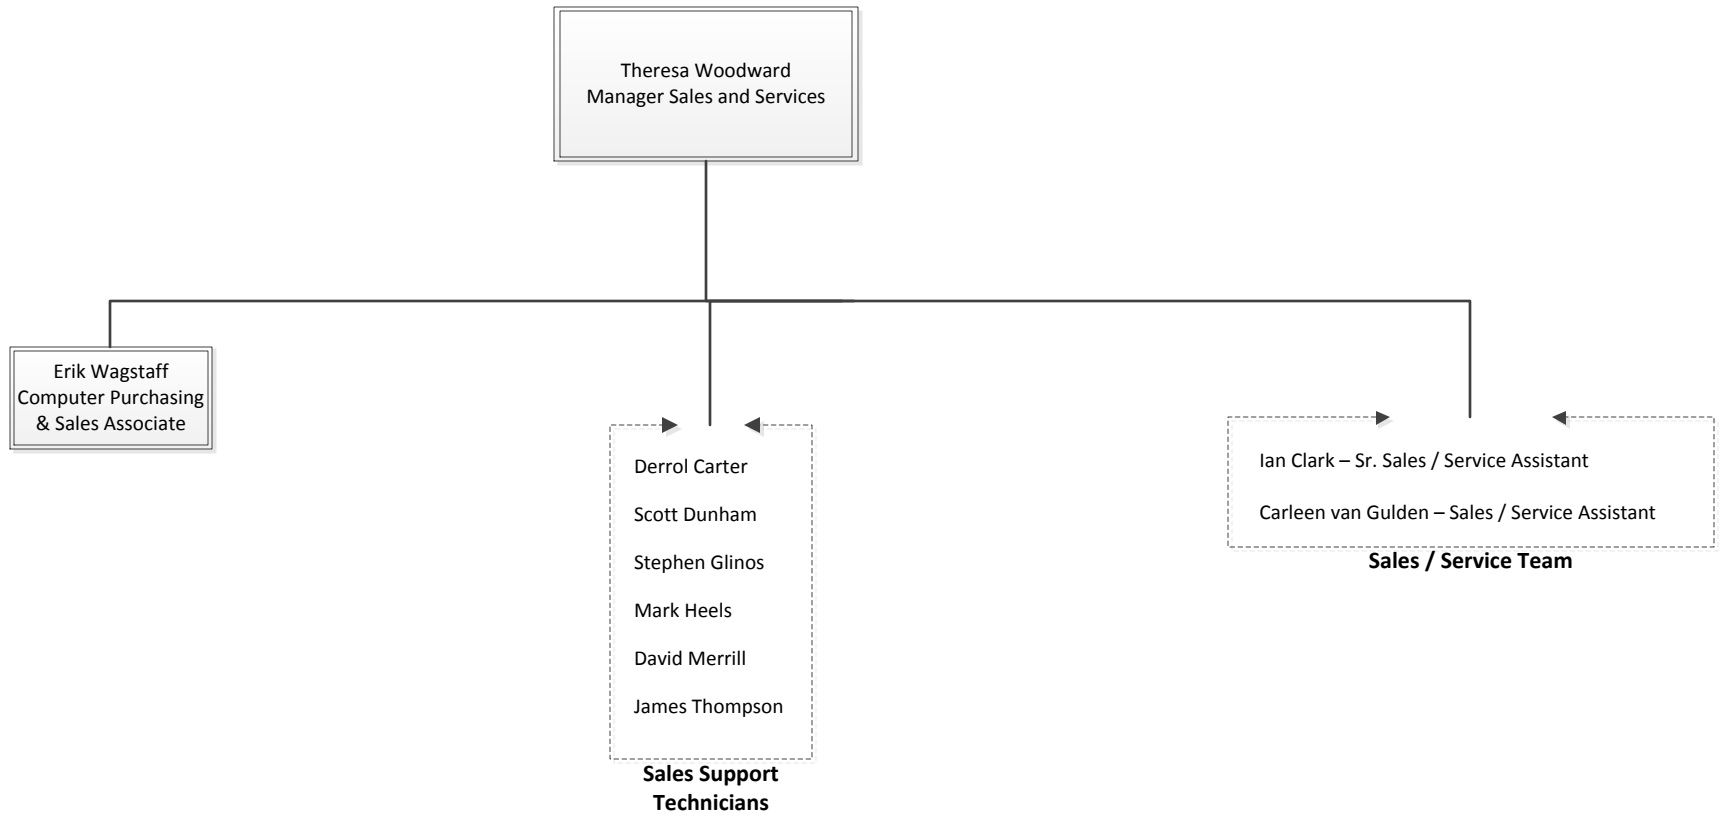 Theresa Woodward
Manager Sales and Services
Erik Wagstaff
Computer Purchasing
& Sales Associate
Derrol Carter
Scott Dunham
Stephen Glinos
Mark Heels
David Merrill
James Thompson
Sales Support
Technicians
Ian Clark – Sr. Sales / Service Assistant
Carleen van Gulden – Sales / Service Assistant
Sales / Service Team